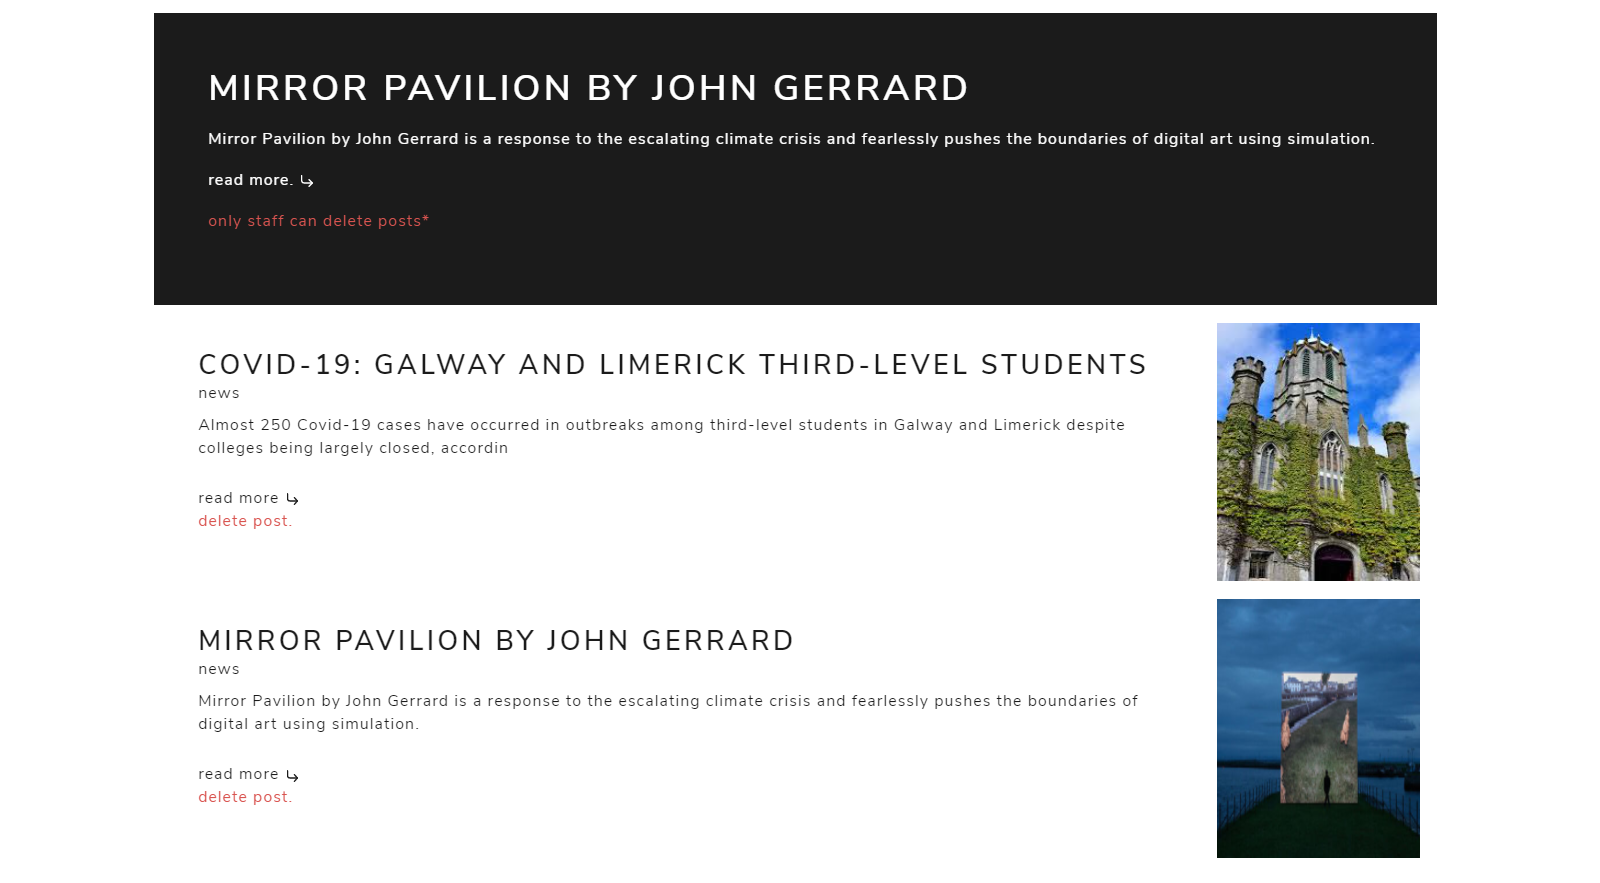 MIRROR PAVILION BY JOHN GERRARD
Mirror Pavilion by John Gerrard is a response to the escalating climate crisis and fearlessly pushes the boundaries of digital art using simulation.
read more.
only staff can delete posts*
COVID-19: GALWAY AND LIMERICK THIRD-LEVEL STUDENTS
news
Almost 250 Covid-19 cases have occurred in outbreaks among third-level students in Galway and Limerick despite
colleges being largely closed, accordin
read more
delete post.
MIRROR PAVILION BY JOHN GERRARD
news
Mirror Pavilion by John Gerrard is a response to the escalating climate crisis and fearlessly pushes the boundaries of
digital art using simulation.
read more
delete post.